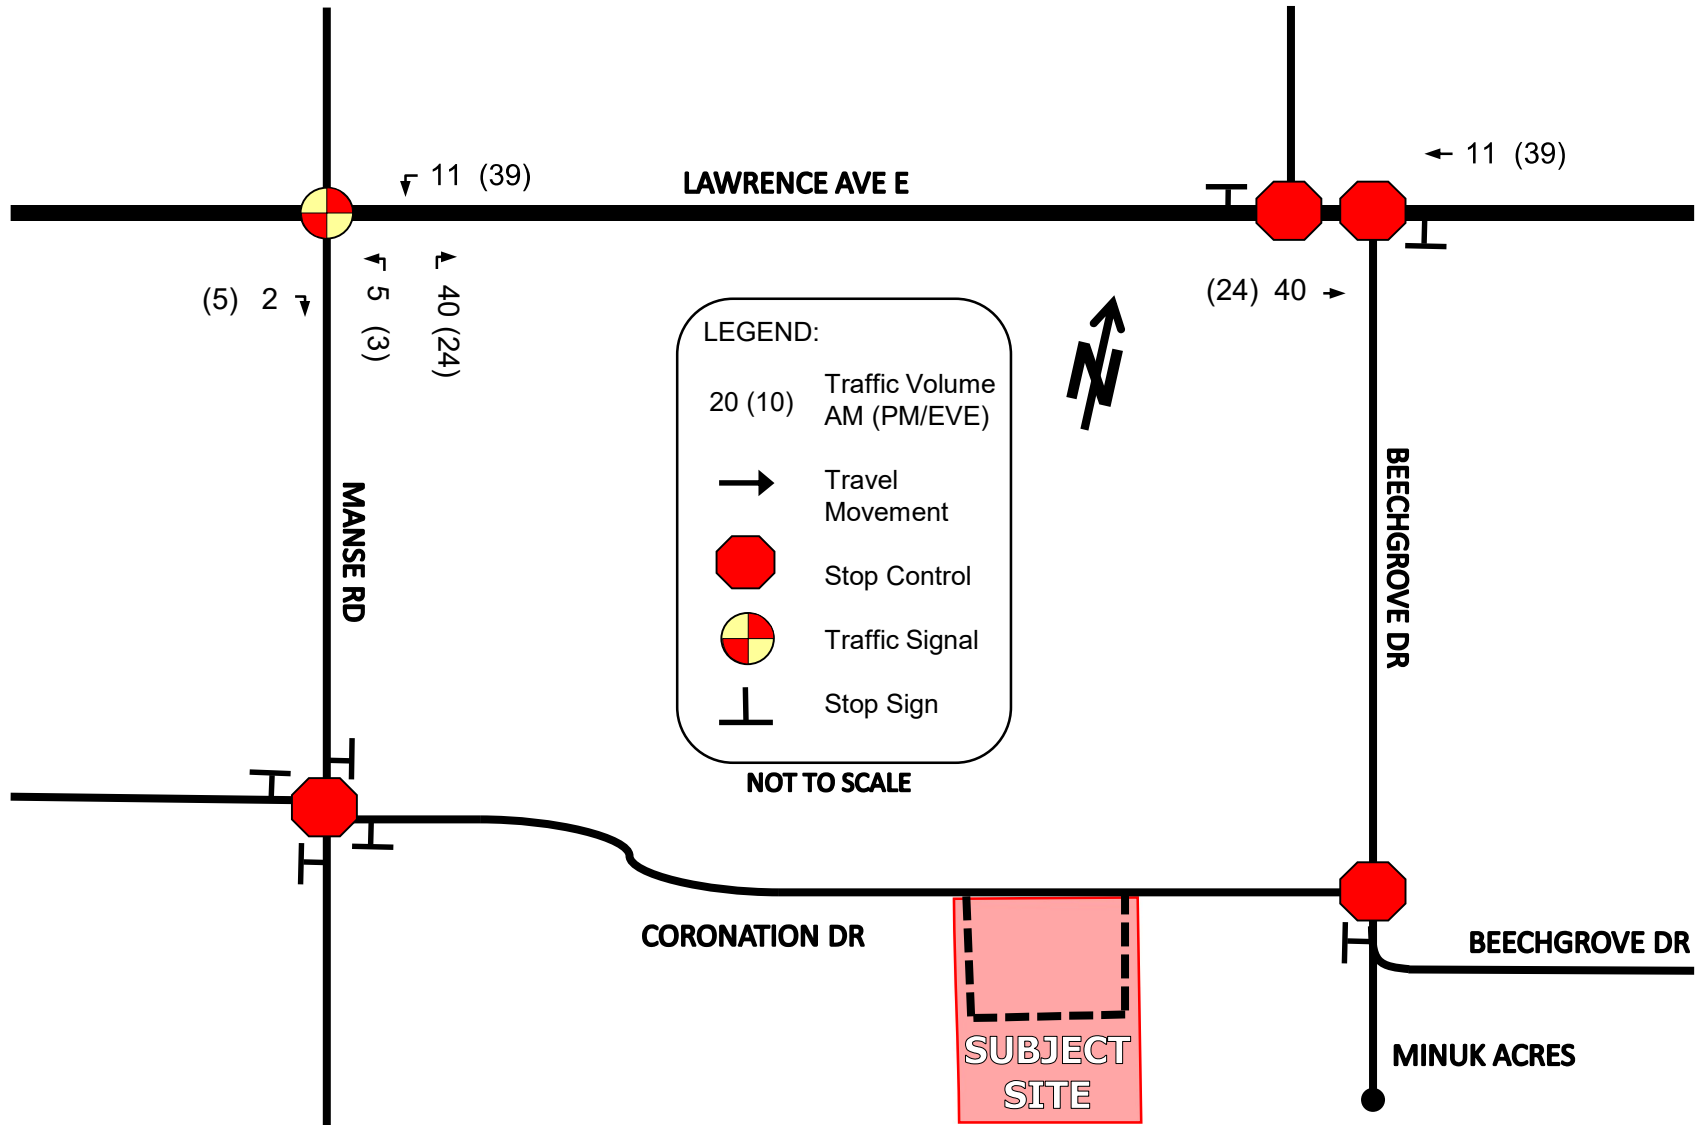 11 (39)
LAWRENCE AVE E
11 (39)
(5) 2
5 (3)
40 (24)
(24) 40
LEGEND:
20 (10)
Traffic Volume
AM (PM/EVE)
Travel
Movement
Stop Control
Traffic Signal
Stop Sign
N
MANSE RD
BEECHGROVE DR
NOT TO SCALE
CORONATION DR
BEECHGROVE DR
SUBJECT
SITE
MINUK ACRES